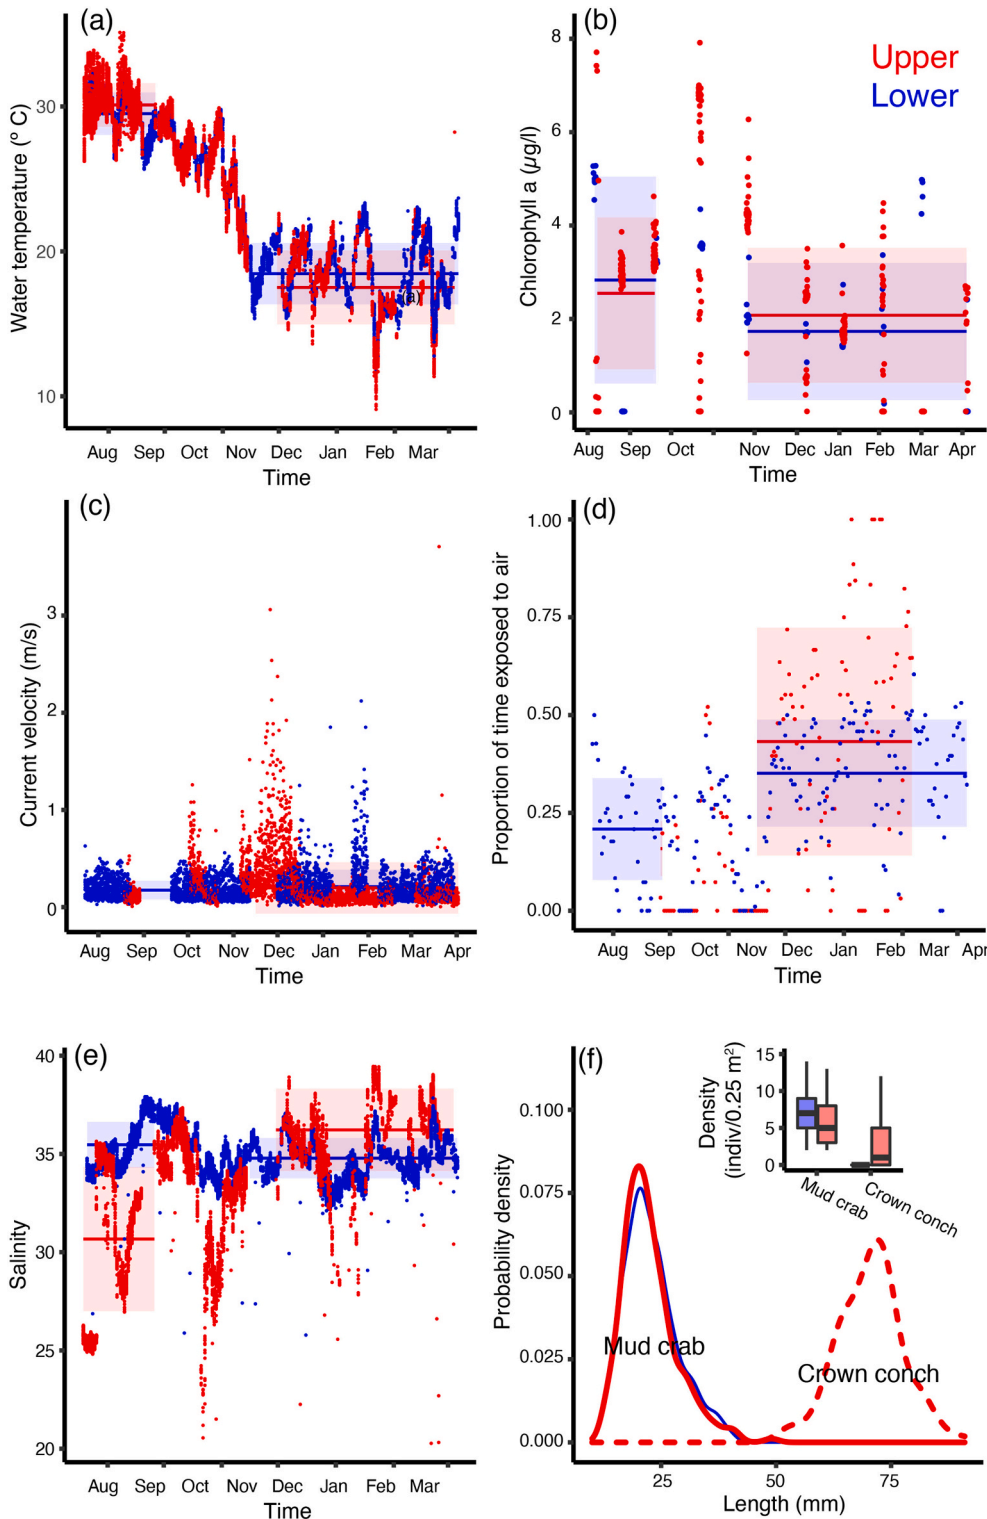 (a)
Water temperature (° C)
30
20
10
(a)
Aug Sep Oct Nov Dec Jan Feb Mar
Time
(b)
Upper
Lower
Chlorophyll a (µg/l)
8
6
4
2
0
Aug Sep Oct Nov Dec Jan Feb Mar Apr
Time
(c)
Current velocity (m/s)
3
2
1
0
Aug Sep Oct Nov Dec Jan Feb Mar Apr
Time
(d)
Proportion of time exposed to air
1.00
0.75
0.50
0.25
0.00
Aug Sep Oct Nov Dec Jan Feb Mar Apr
Time
(e)
Salinity
40
35
30
25
20
Aug Sep Oct Nov Dec Jan Feb Mar
Time
(f)
Probability density
0.100
0.075
0.050
0.025
0.000
Density
(indiv/0.25 m²)
15
10
5
0
Mud crab
Crown conch
Mud crab
Crown conch
25 50 75
Length (mm)